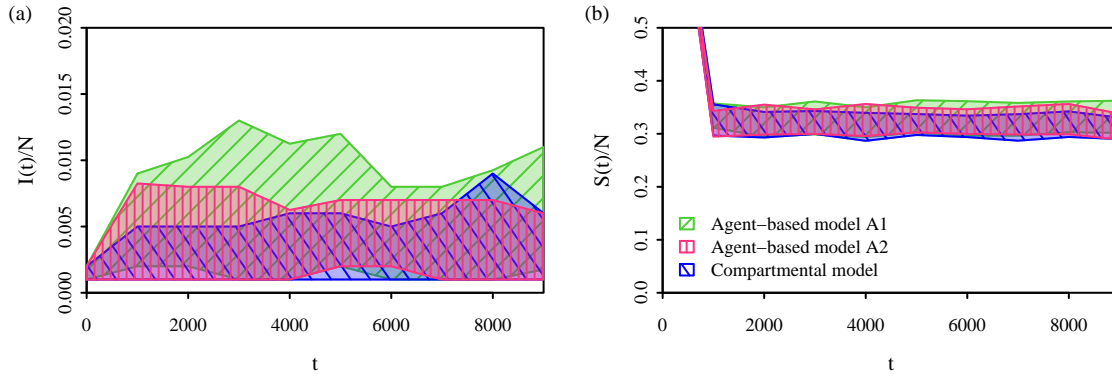 (a)
I(t)/N
0.020
0.015
0.010
0.005
0.000
0
2000
4000
6000
8000
t
(b)
S(t)/N
0.5
0.4
0.3
0.2
0.1
0.0
Agent−based model A1
Agent−based model A2
Compartmental model
0
2000
4000
6000
8000
t